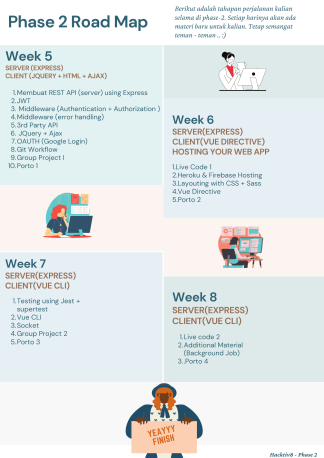 Phase 2 Road Map
Berikut adalah tahapan perjalanan kalian
selama di phase-2. Setiap harinya akan ada
materi baru untuk kalian. Tetap semangat
teman - teman .. :)
Week 5
SERVER (EXPRESS)
CLIENT (JQUERY + HTML + AJAX)
1.Membuat REST API (server) using Express
2.JWT
3. Middleware (Authentication + Authorization )
4.Middleware (error handling)
5.3rd Party API
6. JQuery + Ajax
7.OAUTH (Google Login)
8.Git Workflow
9.Group Project 1
10.Porto 1
Week 6
SERVER(EXPRESS)
CLIENT(VUE DIRECTIVE)
HOSTING YOUR WEB APP
1.Live Code 1
2.Heroku & Firebase Hosting
3.Layouting with CSS + Sass
4.Vue Directive
5.Porto 2
Week 7
SERVER(EXPRESS)
CLIENT(VUE CLI)
1.Testing using Jest +
supertest
2.Vue CLI
3.Socket
4.Group Project 2
5.Porto 3
Week 8
SERVER(EXPRESS)
CLIENT(VUE CLI)
1.Live code 2
2.Additional Material
(Background Job)
3. Porto 4
YEAYYY
FINISH
Hacktiv8 - Phase 2